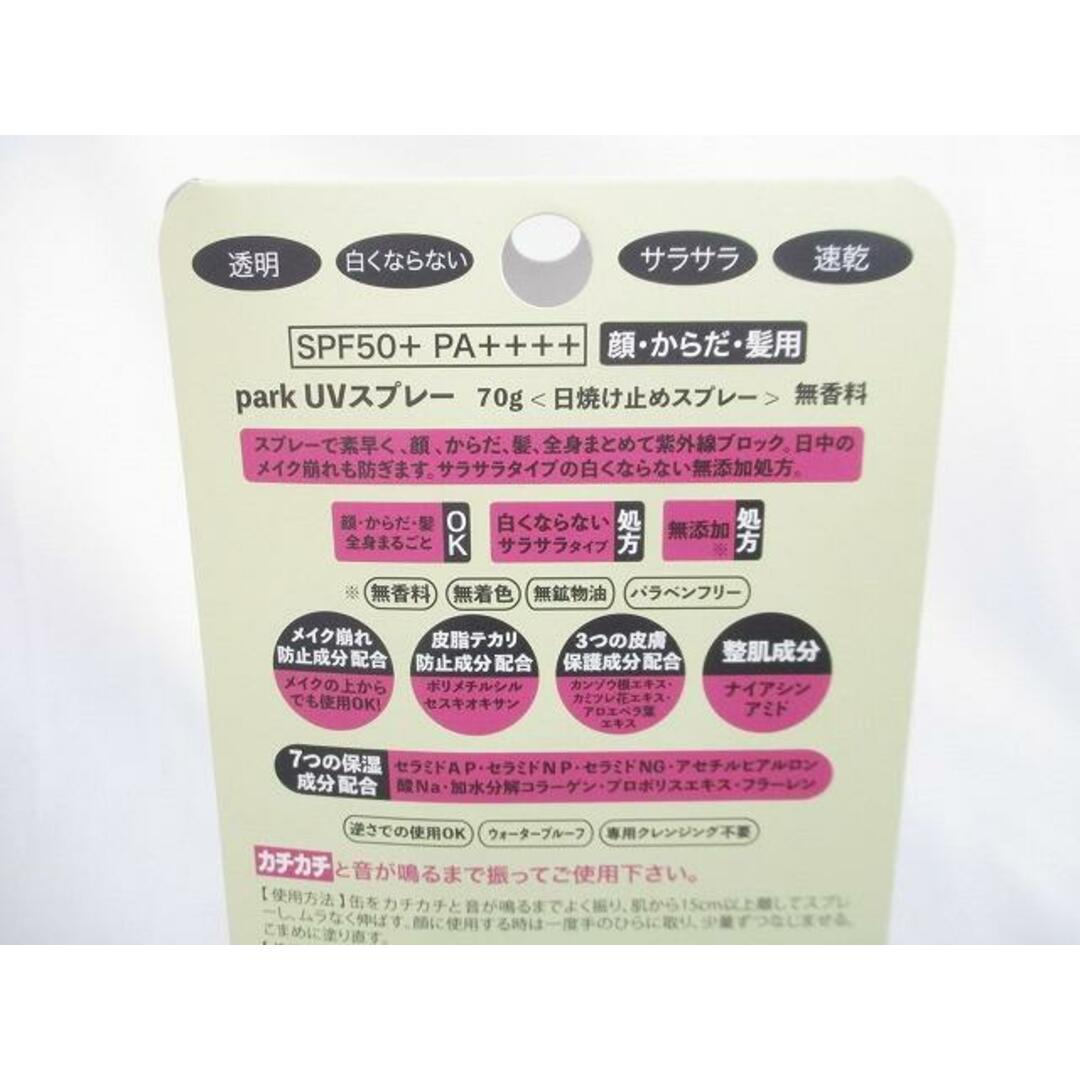 透明 白くならない サラサラ 速乾
SPF50+ PA++++ 顔・からだ・髪用
park UVスプレー 70g <日焼け止めスプレー> 無香料
スプレーで素早く、顔、からだ、髪、全身まとめて紫外線ブロック。日中の
メイク崩れも防ぎます。サラサラタイプの白くならない無添加処方。
顔・からだ・髪
全身まるごと
OK
白くならない
サラサラタイプ
処方
無添加
※
処方
※ 無香料 無着色 無鉱物油 パラベンフリー
メイク崩れ
防止成分配合
メイクの上から
でも使用OK!
皮脂テカリ
防止成分配合
ポリメチルシル
セスキオキサン
3つの皮膚
保護成分配合
カンゾウ根エキス・
カミツレ花エキス・
アロエベラ葉
エキス
整肌成分
ナイアシン
アミド
7つの保湿
成分配合
セラミドAP・セラミドNP・セラミドNG・アセチルヒアルロン
酸Na・加水分解コラーゲン・プロポリスエキス・フラーレン
逆さでの使用OK ウォータープルーフ 専用クレンジング不要
カチカチと音が鳴るまで振ってご使用下さい。
【使用方法】缶をカチカチと音が鳴るまでよく振り、肌から15cm以上離してスプレ
ーし、ムラなく伸ばす。顔に使用する時は一度手のひらに取り、少量ずつなじませる。
こまめに塗り直す。